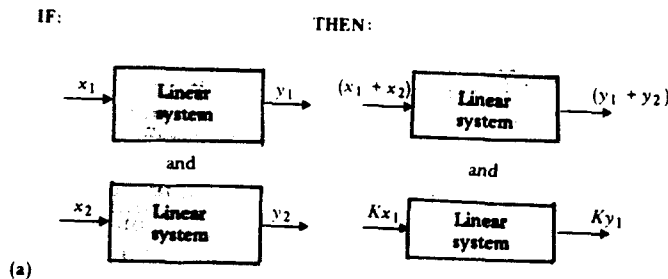 IF:
THEN:
x₁
Linear
system
y₁
(x₁ + x₂)
Linear
system
(y₁ + y₂)
and
and
x₂
Linear
system
y₂
Kx₁
Linear
system
Ky₁
(a)